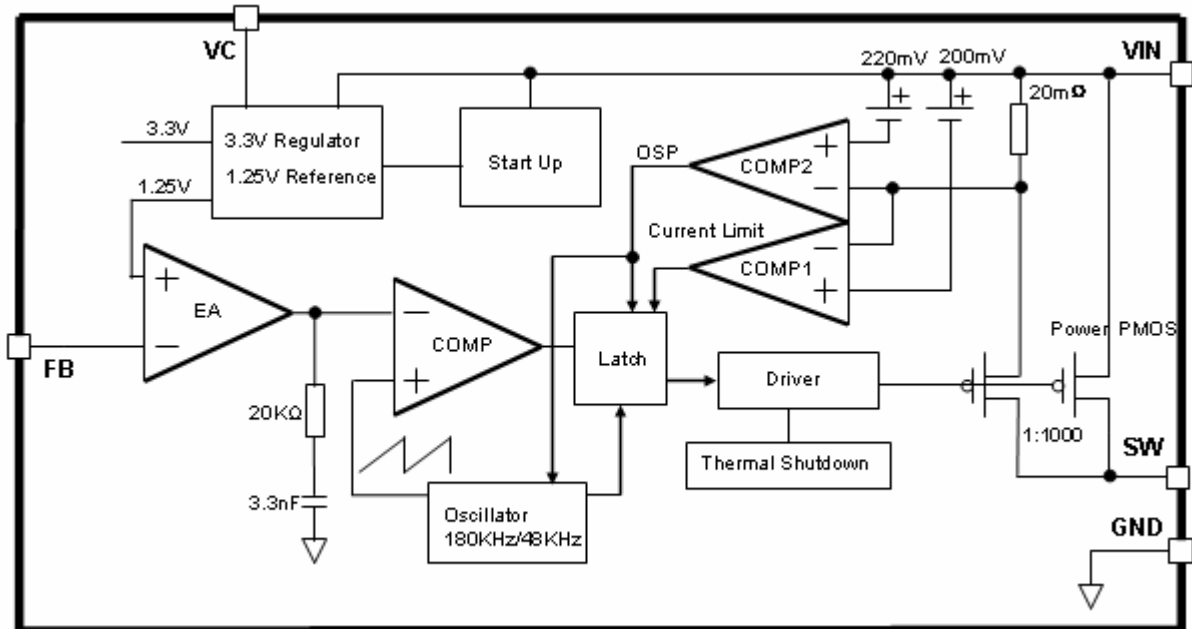 VC
VIN
220mV
200mV
20mΩ
3.3V
3.3V Regulator
1.25V Reference
1.25V
Start Up
OSP
COMP2
Current Limit
COMP1
EA
COMP
FB
Latch
Power PMOS
Driver
20KΩ
1:1000
Thermal Shutdown
SW
3.3nF
Oscillator
180KHz/48KHz
GND